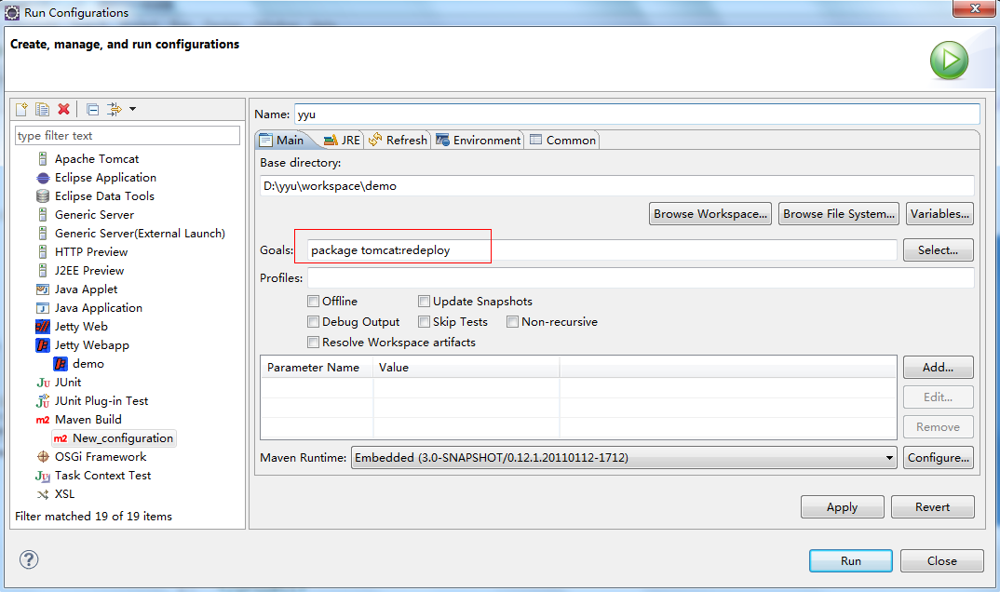 Run Configurations
Create, manage, and run configurations
type filter text
Apache Tomcat
Eclipse Application
Eclipse Data Tools
Generic Server
Generic Server(External Launch)
HTTP Preview
J2EE Preview
Java Applet
Java Application
Jetty Web
Jetty Webapp
demo
JUnit
JUnit Plug-in Test
m2 Maven Build
m2 New_configuration
OSGi Framework
Task Context Test
XSL
Filter matched 19 of 19 items
Name: yyu
Main JRE Refresh Environment Common
Base directory:
D:\yyu\workspace\demo
Browse Workspace... Browse File System... Variables...
Goals: package tomcat:redeploy Select...
Profiles:
Offline Update Snapshots
Debug Output Skip Tests Non-recursive
Resolve Workspace artifacts
Parameter Name Value
Add...
Edit...
Remove
Maven Runtime: Embedded (3.0-SNAPSHOT/0.12.1.20110112-1712) Configure...
Apply Revert
Run Close